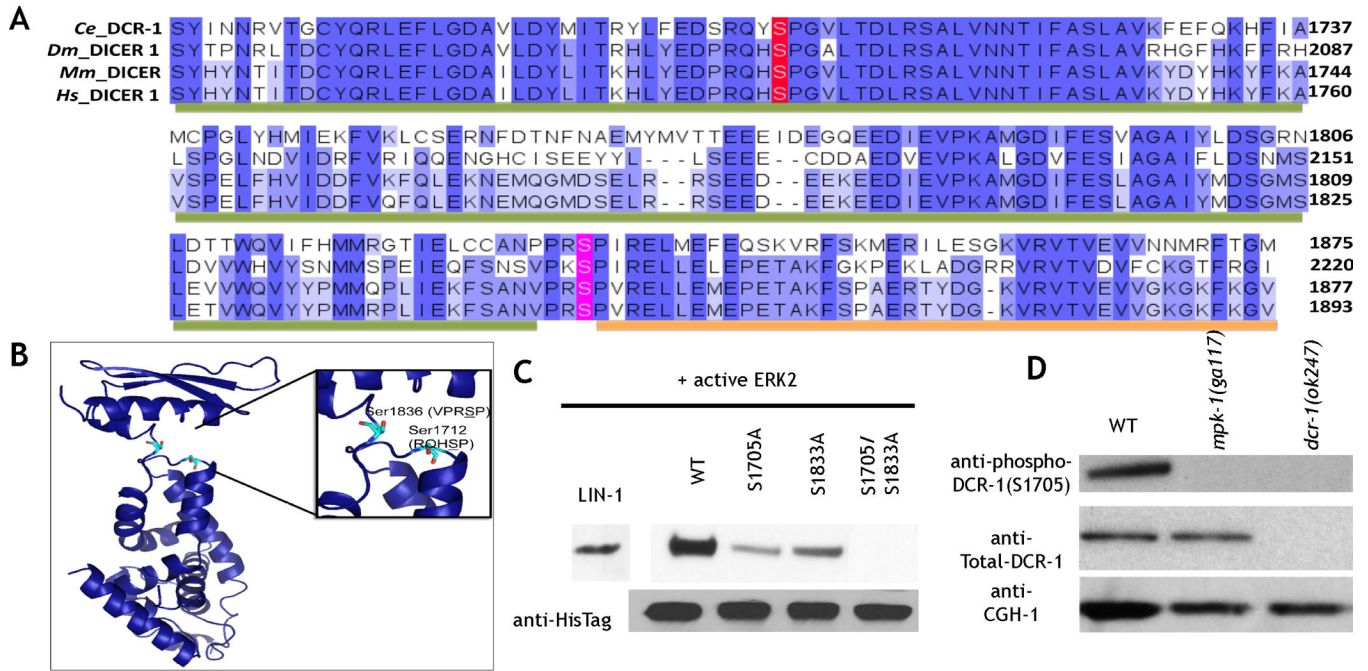 A
Ce_DCR-1 SYINNRVTGCYQRLEFLGDAVLDYMITRYLFEDSRQYSPGVLTDLRSALVNNTIFASLAVKFEFQKHFIA 1737
Dm_DICER 1 SYTPNRLTDCYQRLEFLGDAVLDYLITRHLYEDPRQHSPGALTDLRSALVNNTIFASLAVRHGFHKFFRH 2087
Mm_DICER SYHYNTITDCYQRLEFLGDAILDYLITKHLYEDPRQHSPGVLTDLRSALVNNTIFASLAVKYDYHKYFKA 1744
Hs_DICER 1 SYHYNTITDCYQRLEFLGDAILDYLITKHLYEDPRQHSPGVLTDLRSALVNNTIFASLAVKYDYHKYFKA 1760
MCPGLYHMIEKFVKLCSERNFDTNFNAEMYMVTTEEEIDEGQEEDIEVPKAMGDIFESVAGAIYLDSGRN 1806
LSPGLNDVIDRFVRIQQENGHCISEEYYL---LSEEE--CDDAEDVEVPKALGDVFESIAGAIFLDSNMS 2151
VSPELFHVIDDFVKFQLEKNEMQGMDSELR--RSEED--EEKEEDIEVPKAMGDIFESLAGAIYMDSGMS 1809
VSPELFHVIDDFVQFQLEKNEMQGMDSELR--RSEED--EEKEEDIEVPKAMGDIFESLAGAIYMDSGMS 1825
LDTTWQVIFHMMRGTIELCCANPPRSPIRELMEFEQSKVRFSKMERILESGKVRVTVEVVNNMRFTGM 1875
LDVVWHVYSNMMSPEIEQFSNSVPKSPIRELLELEPETAKFGKPEKLADGRRVRVTVDVFCKGTFRGI 2220
LEVVWQVYYPMMQPLIEKFSANVPRSPVRELLEMEPETAKFSPAERTYDG-KVRVTVEVVGKGKFKGV 1877
LETVWQVYYPMMRPLIEKFSANVPRSPVRELLEMEPETAKFSPAERTYDG-KVRVTVEVVGKGKFKGV 1893
B
Ser1836 (VPRSP)
Ser1712
(RQHSP)
C
+ active ERK2
LIN-1
WT
S1705A
S1833A
S1705/
S1833A
anti-HisTag
D
WT
mpk-1(ga117)
dcr-1(ok247)
anti-phospho-
DCR-1(S1705)
anti-
Total-DCR-1
anti-
CGH-1